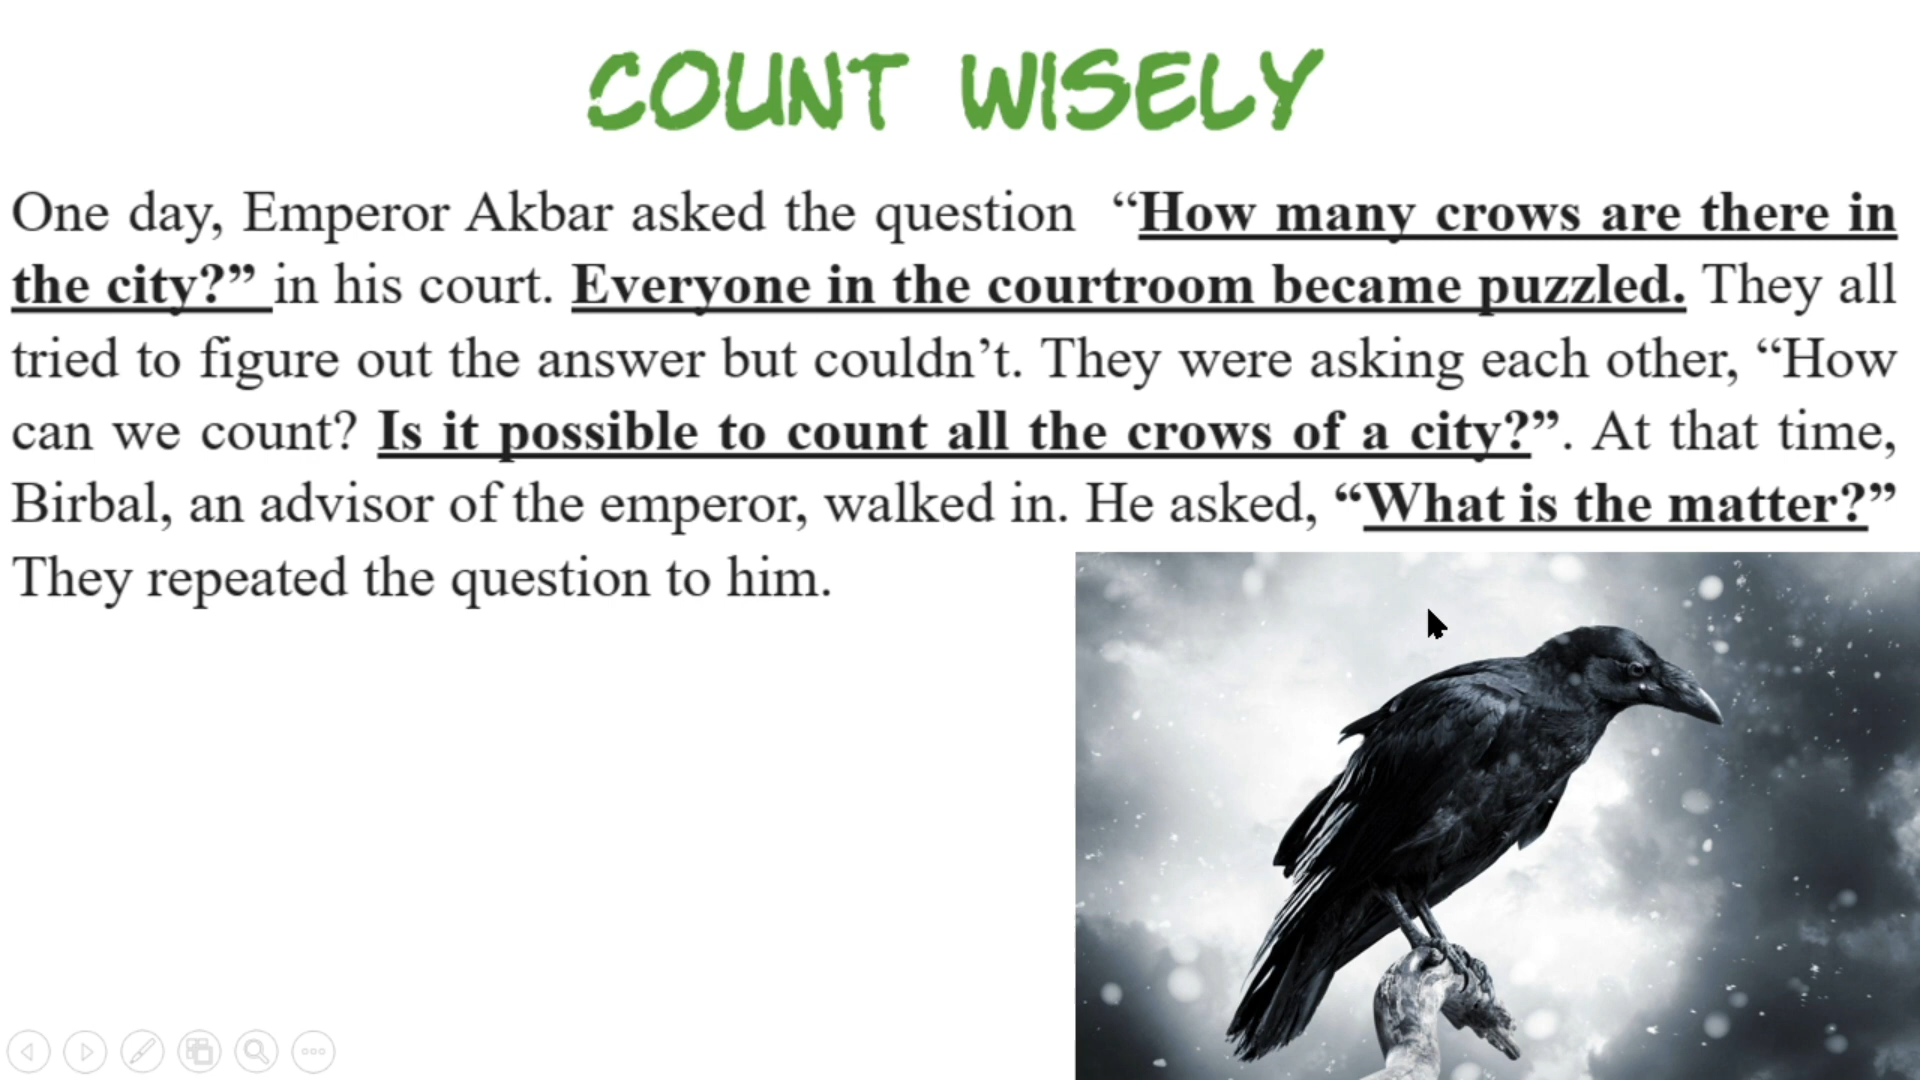 COUNT WISELY
One day, Emperor Akbar asked the question “How many crows are there in
the city?” in his court. Everyone in the courtroom became puzzled. They all
tried to figure out the answer but couldn’t. They were asking each other, “How
can we count? Is it possible to count all the crows of a city?”. At that time,
Birbal, an advisor of the emperor, walked in. He asked, “What is the matter?”
They repeated the question to him.